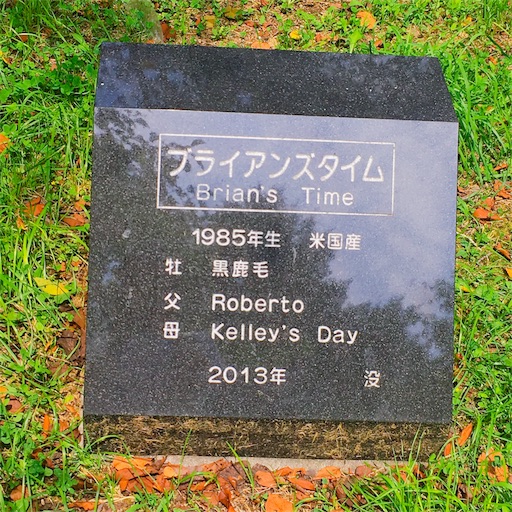 ブライアンズタイム
Brian's Time
1985年生 米国産
牡 黒鹿毛
父 Roberto
母 Kelley's Day
2013年 没